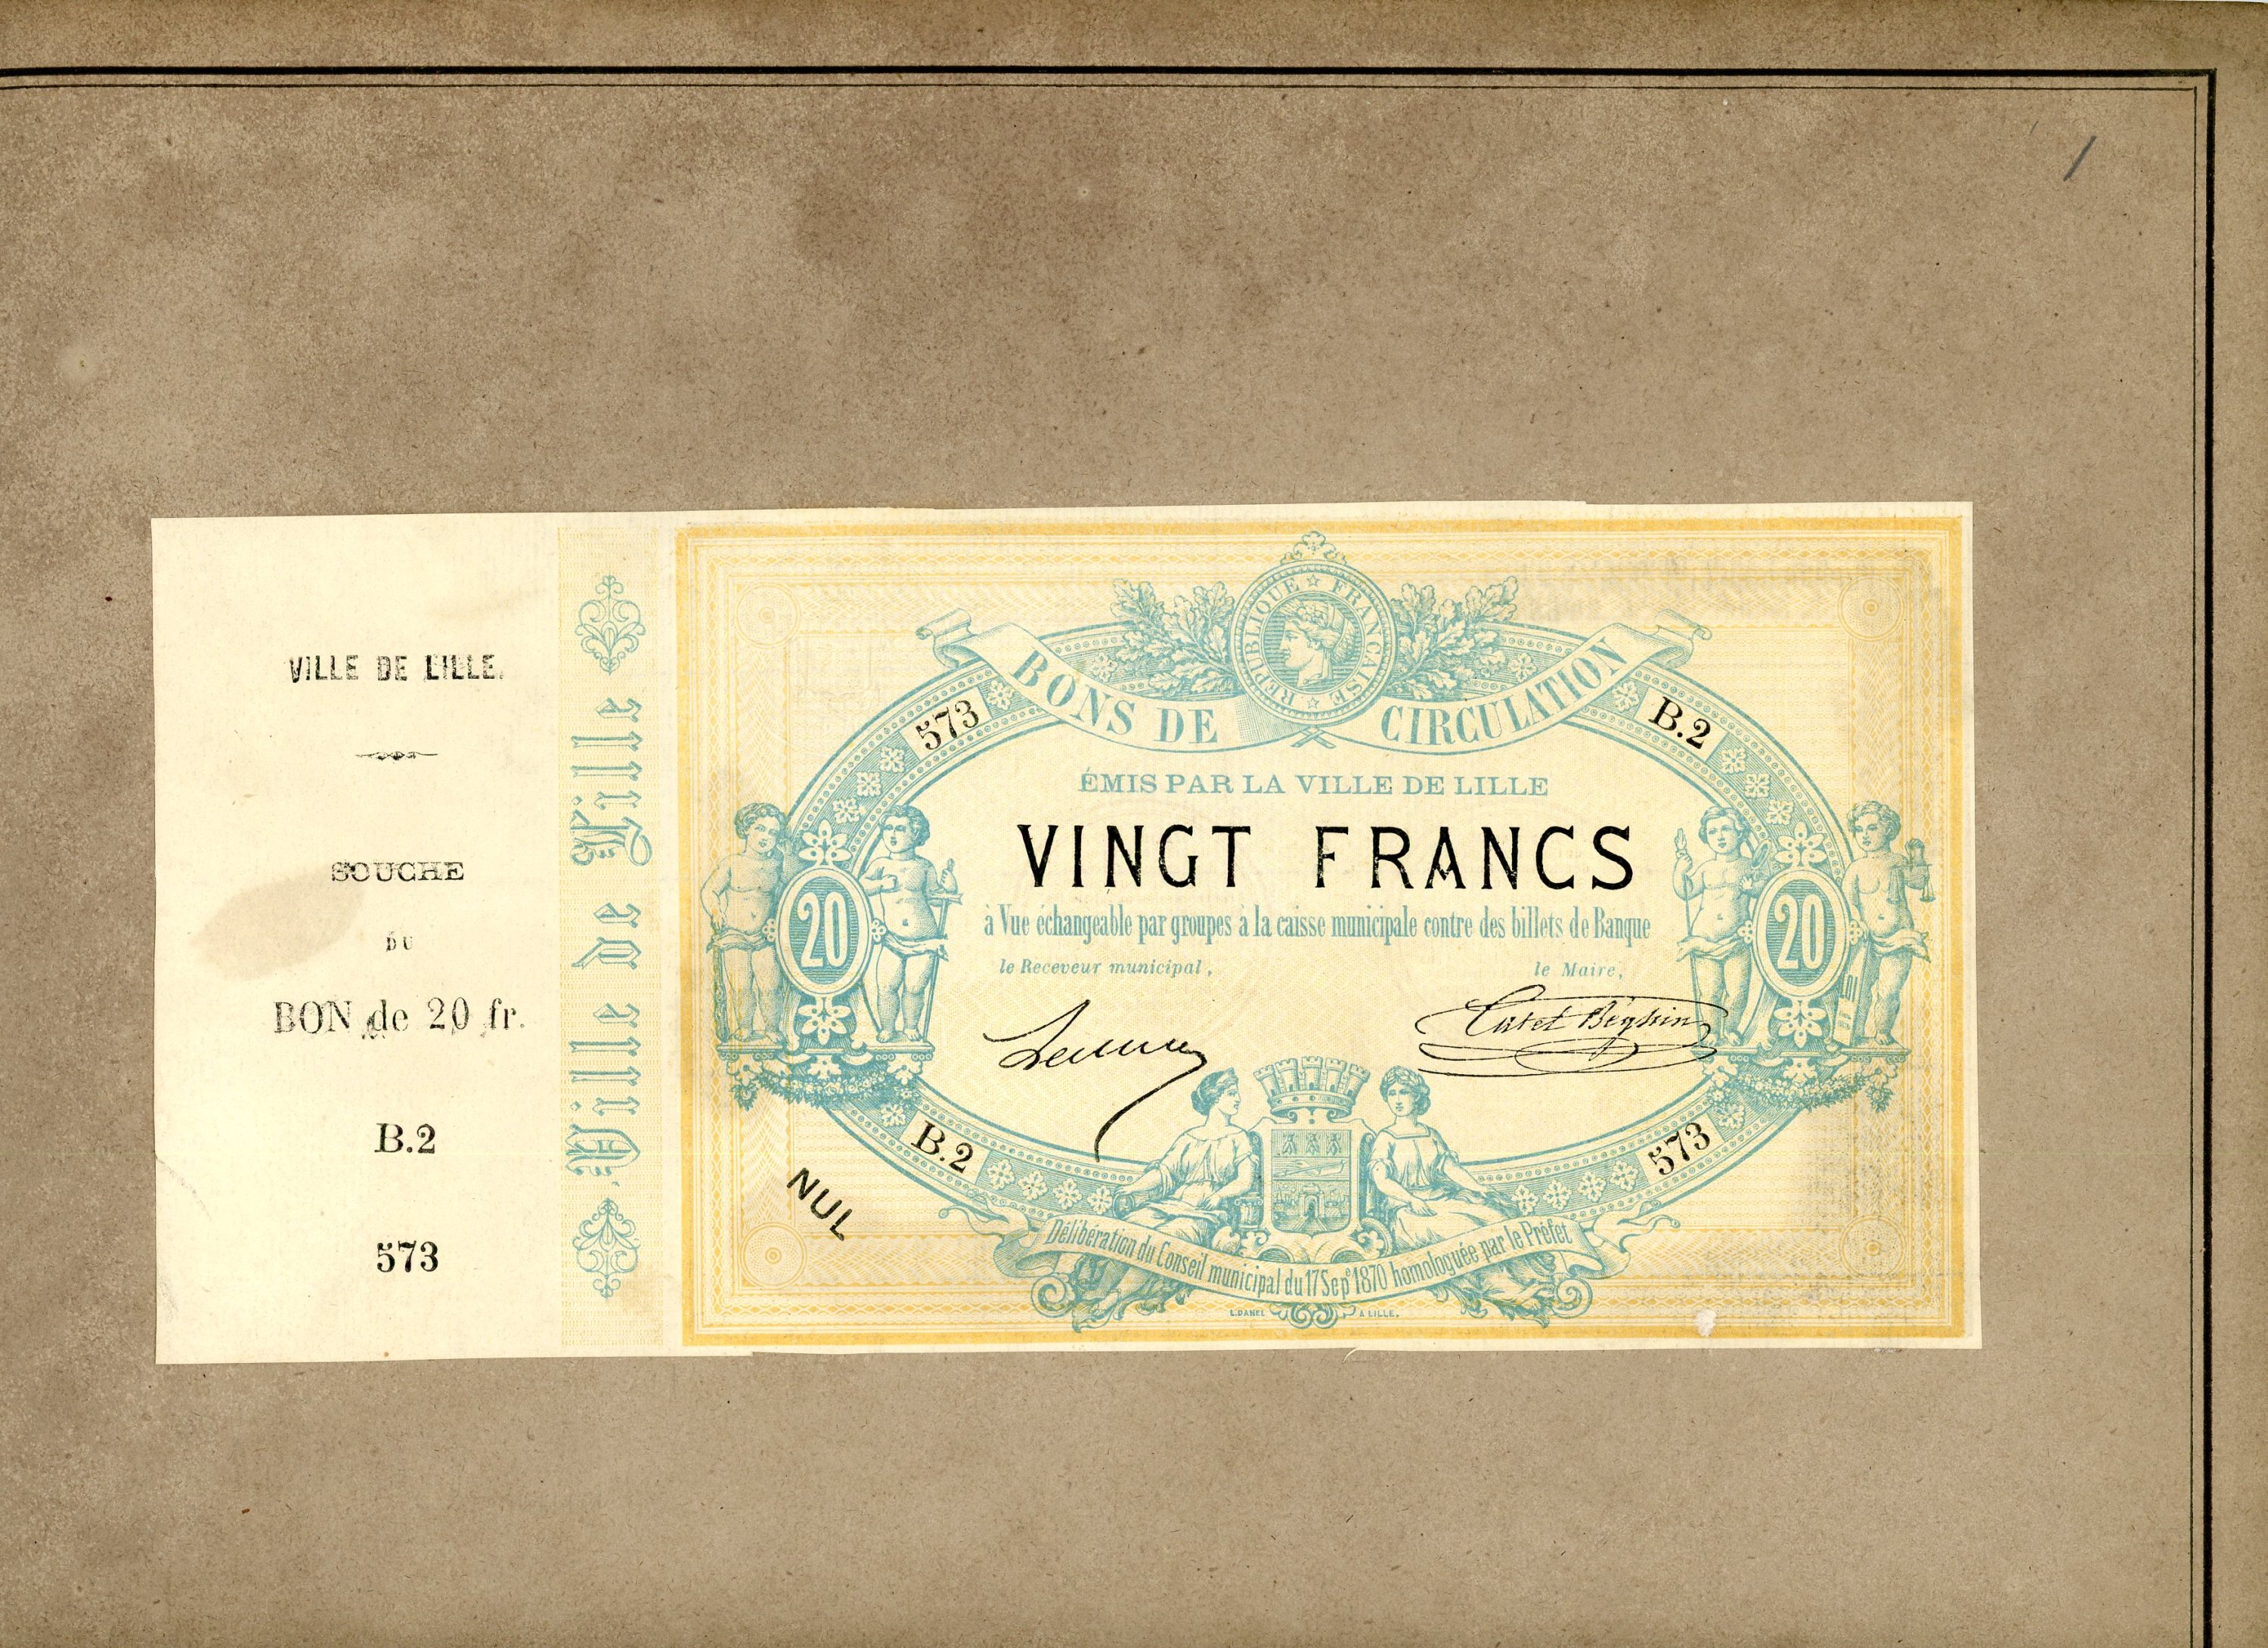 VILLE DE LILLE.
SOUCHE
DU
BON de 20 fr.
B.2
573
Ville de Lille
RÉPUBLIQUE ☆ FRANÇAISE ☆
BONS DE CIRCULATION
573
B.2
ÉMIS PAR LA VILLE DE LILLE
VINGT FRANCS
20
20
à Vue échangeable par groupes à la caisse municipale contre des billets de Banque
le Receveur municipal,
le Maire,
Catel Béghin
B.2
573
NUL
LOI
Délibération du Conseil municipal du 17 Sepᵉ 1870 homologuée par le Préfet
L. DANEL
A LILLE.